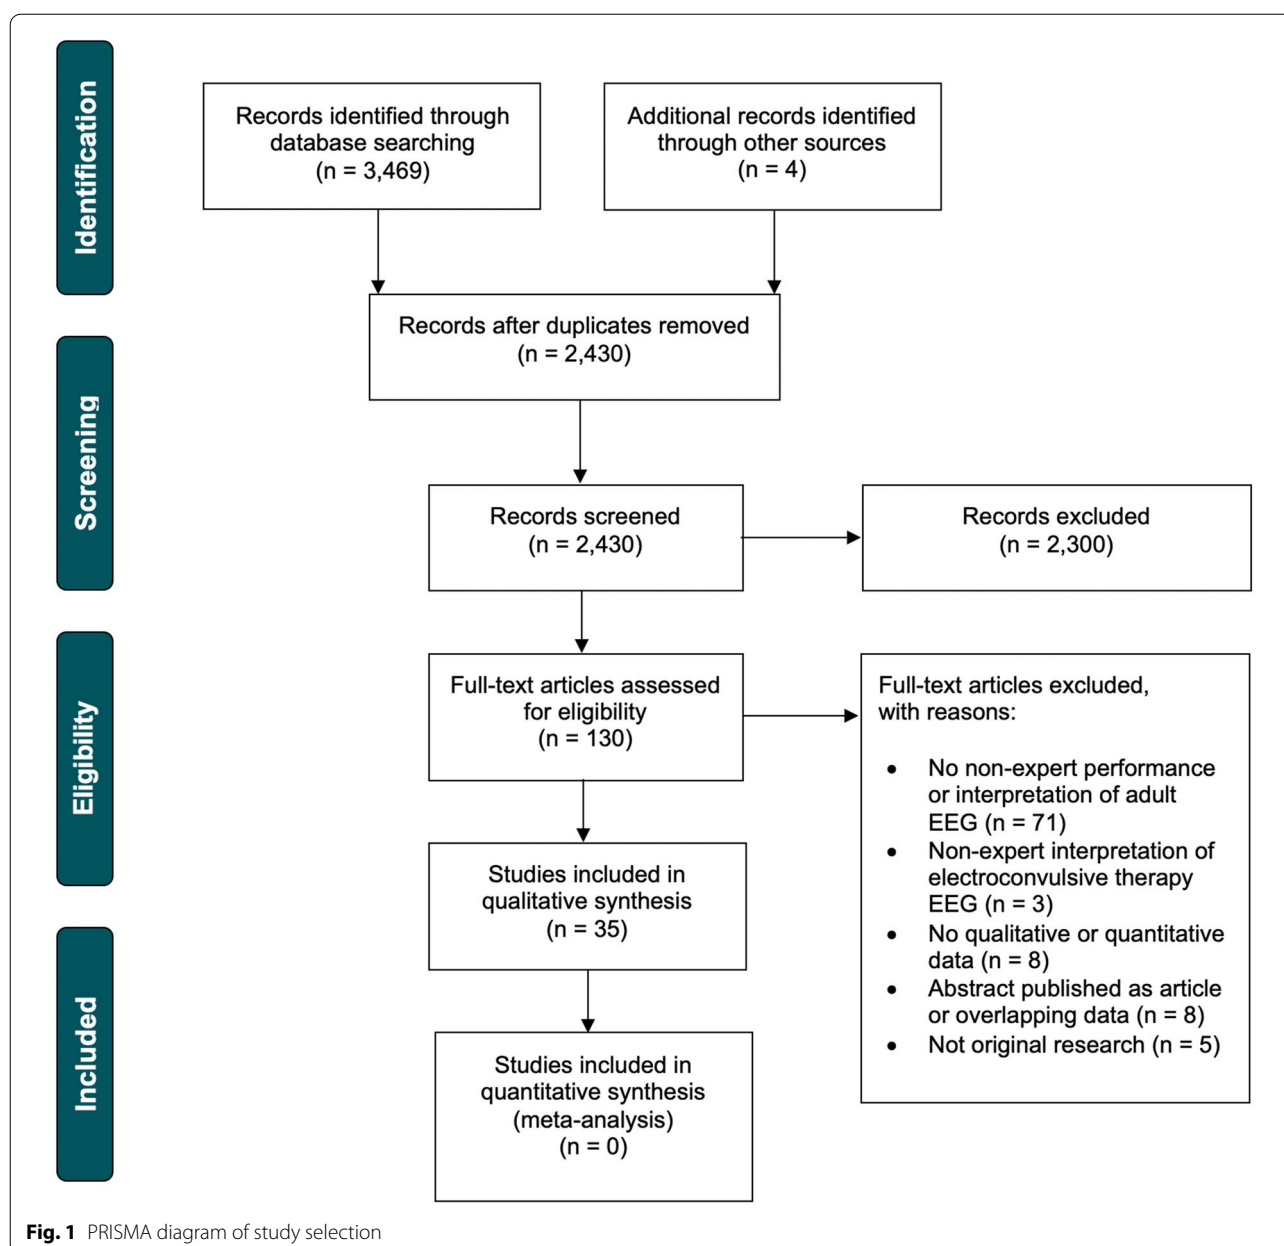 Identification
Records identified through
database searching
(n = 3,469)
Additional records identified
through other sources
(n = 4)
Records after duplicates removed
(n = 2,430)
Screening
Records screened
(n = 2,430)
Records excluded
(n = 2,300)
Eligibility
Full-text articles assessed
for eligibility
(n = 130)
Full-text articles excluded,
with reasons:
• No non-expert performance
or interpretation of adult
EEG (n = 71)
• Non-expert interpretation of
electroconvulsive therapy
EEG (n = 3)
• No qualitative or quantitative
data (n = 8)
• Abstract published as article
or overlapping data (n = 8)
• Not original research (n = 5)
Studies included in
qualitative synthesis
(n = 35)
Included
Studies included in
quantitative synthesis
(meta-analysis)
(n = 0)
Fig. 1 PRISMA diagram of study selection